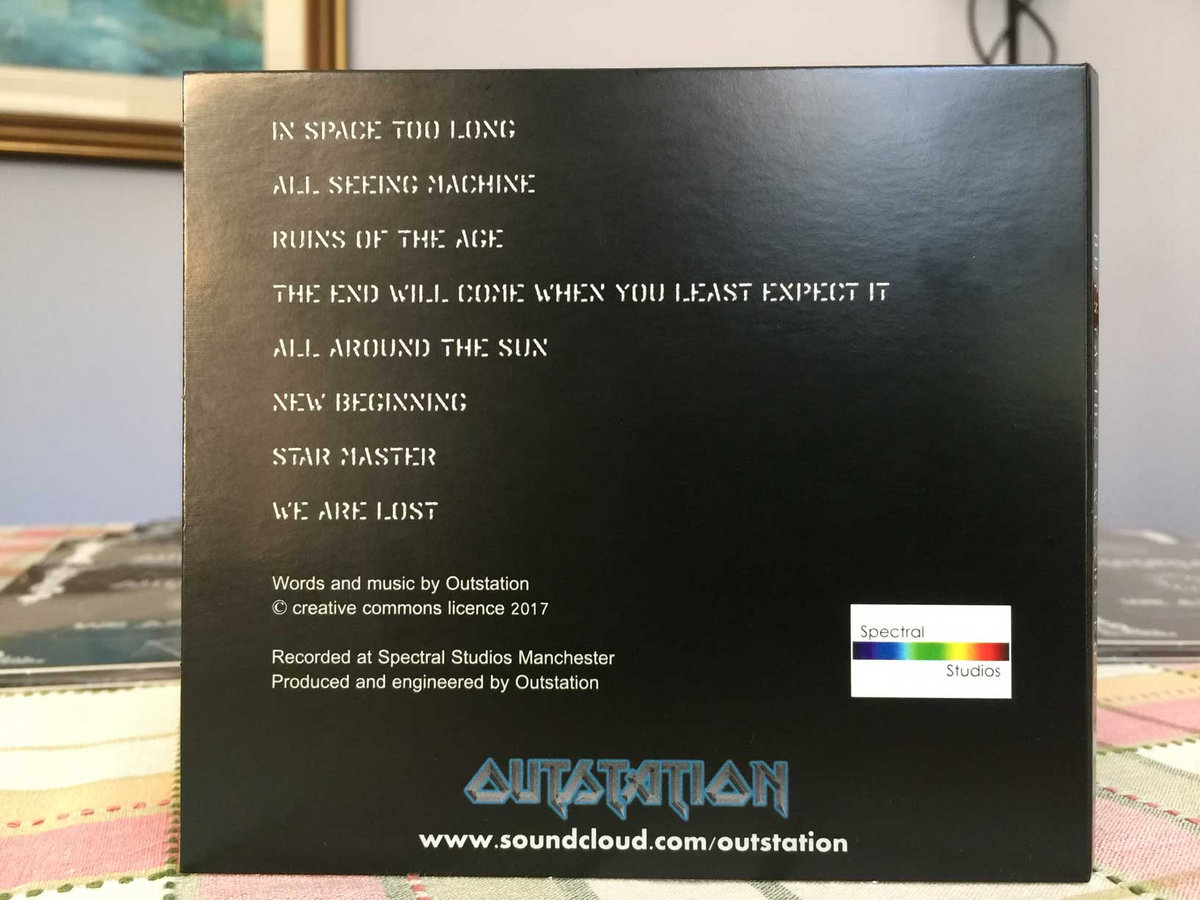 IN SPACE TOO LONG
ALL SEEING MACHINE
RUINS OF THE AGE
THE END WILL COME WHEN YOU LEAST EXPECT IT
ALL AROUND THE SUN
NEW BEGINNING
STAR MASTER
WE ARE LOST
Words and music by Outstation
© creative commons licence 2017
Recorded at Spectral Studios Manchester
Produced and engineered by Outstation
Spectral
Studios
OUTSTATION
www.soundcloud.com/outstation